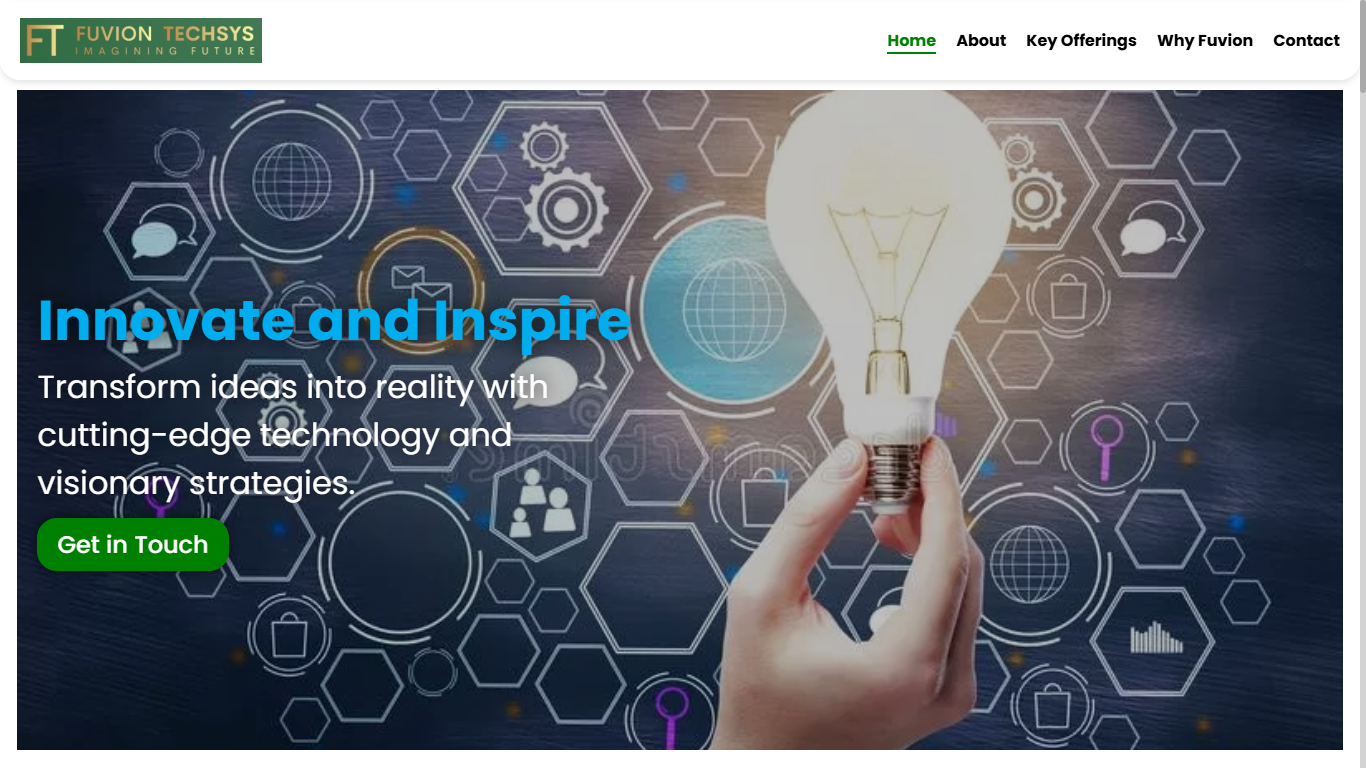 FT FUVION TECHSYS
IMAGINING FUTURE
Home About Key Offerings Why Fuvion Contact
Innovate and Inspire
Transform ideas into reality with
cutting-edge technology and
visionary strategies.
Get in Touch